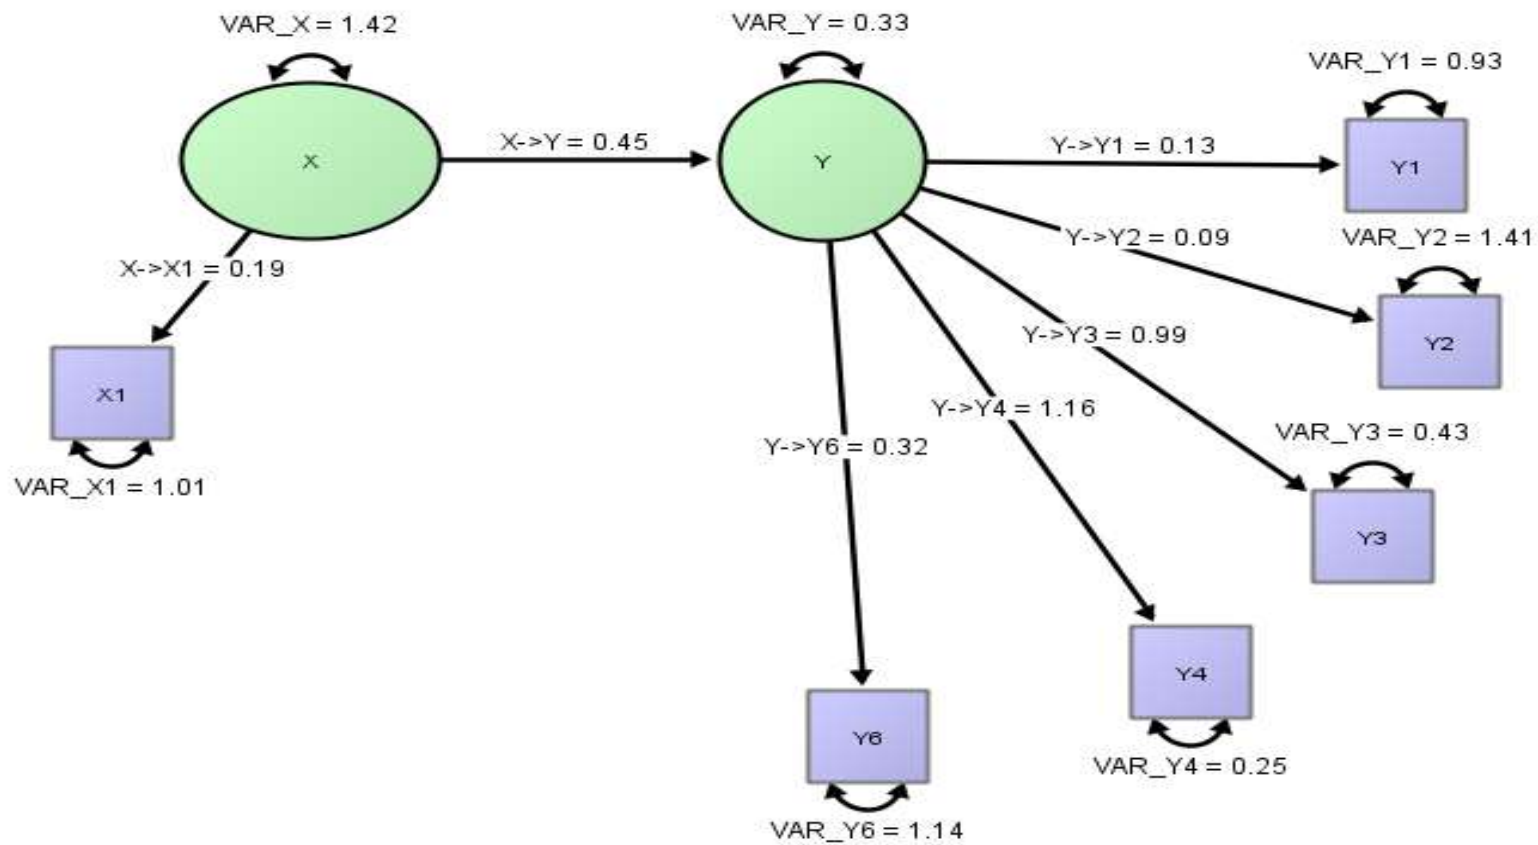 VAR_X = 1.42
VAR_Y = 0.33
VAR_Y1 = 0.93
X
X->Y = 0.45
Y
Y->Y1 = 0.13
Y1
Y->Y2 = 0.09
VAR_Y2 = 1.41
X->X1 = 0.19
Y->Y3 = 0.99
Y2
X1
Y->Y4 = 1.16
VAR_Y3 = 0.43
Y->Y6 = 0.32
VAR_X1 = 1.01
Y3
Y4
Y6
VAR_Y4 = 0.25
VAR_Y6 = 1.14